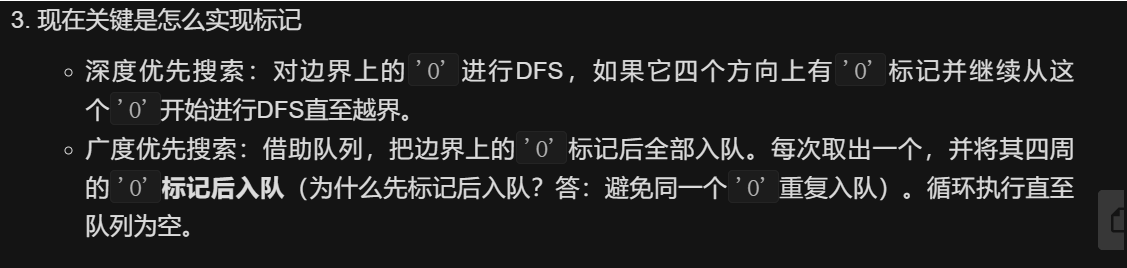 3. 现在关键是怎么实现标记
○ 深度优先搜索：对边界上的 '0' 进行DFS，如果它四个方向上有 '0' 标记并继续从这
个 '0' 开始进行DFS直至越界。
○ 广度优先搜索：借助队列，把边界上的 '0' 标记后全部入队。每次取出一个，并将其四周
的 '0' 标记后入队（为什么先标记后入队？答：避免同一个 '0' 重复入队）。循环执行直至
队列为空。